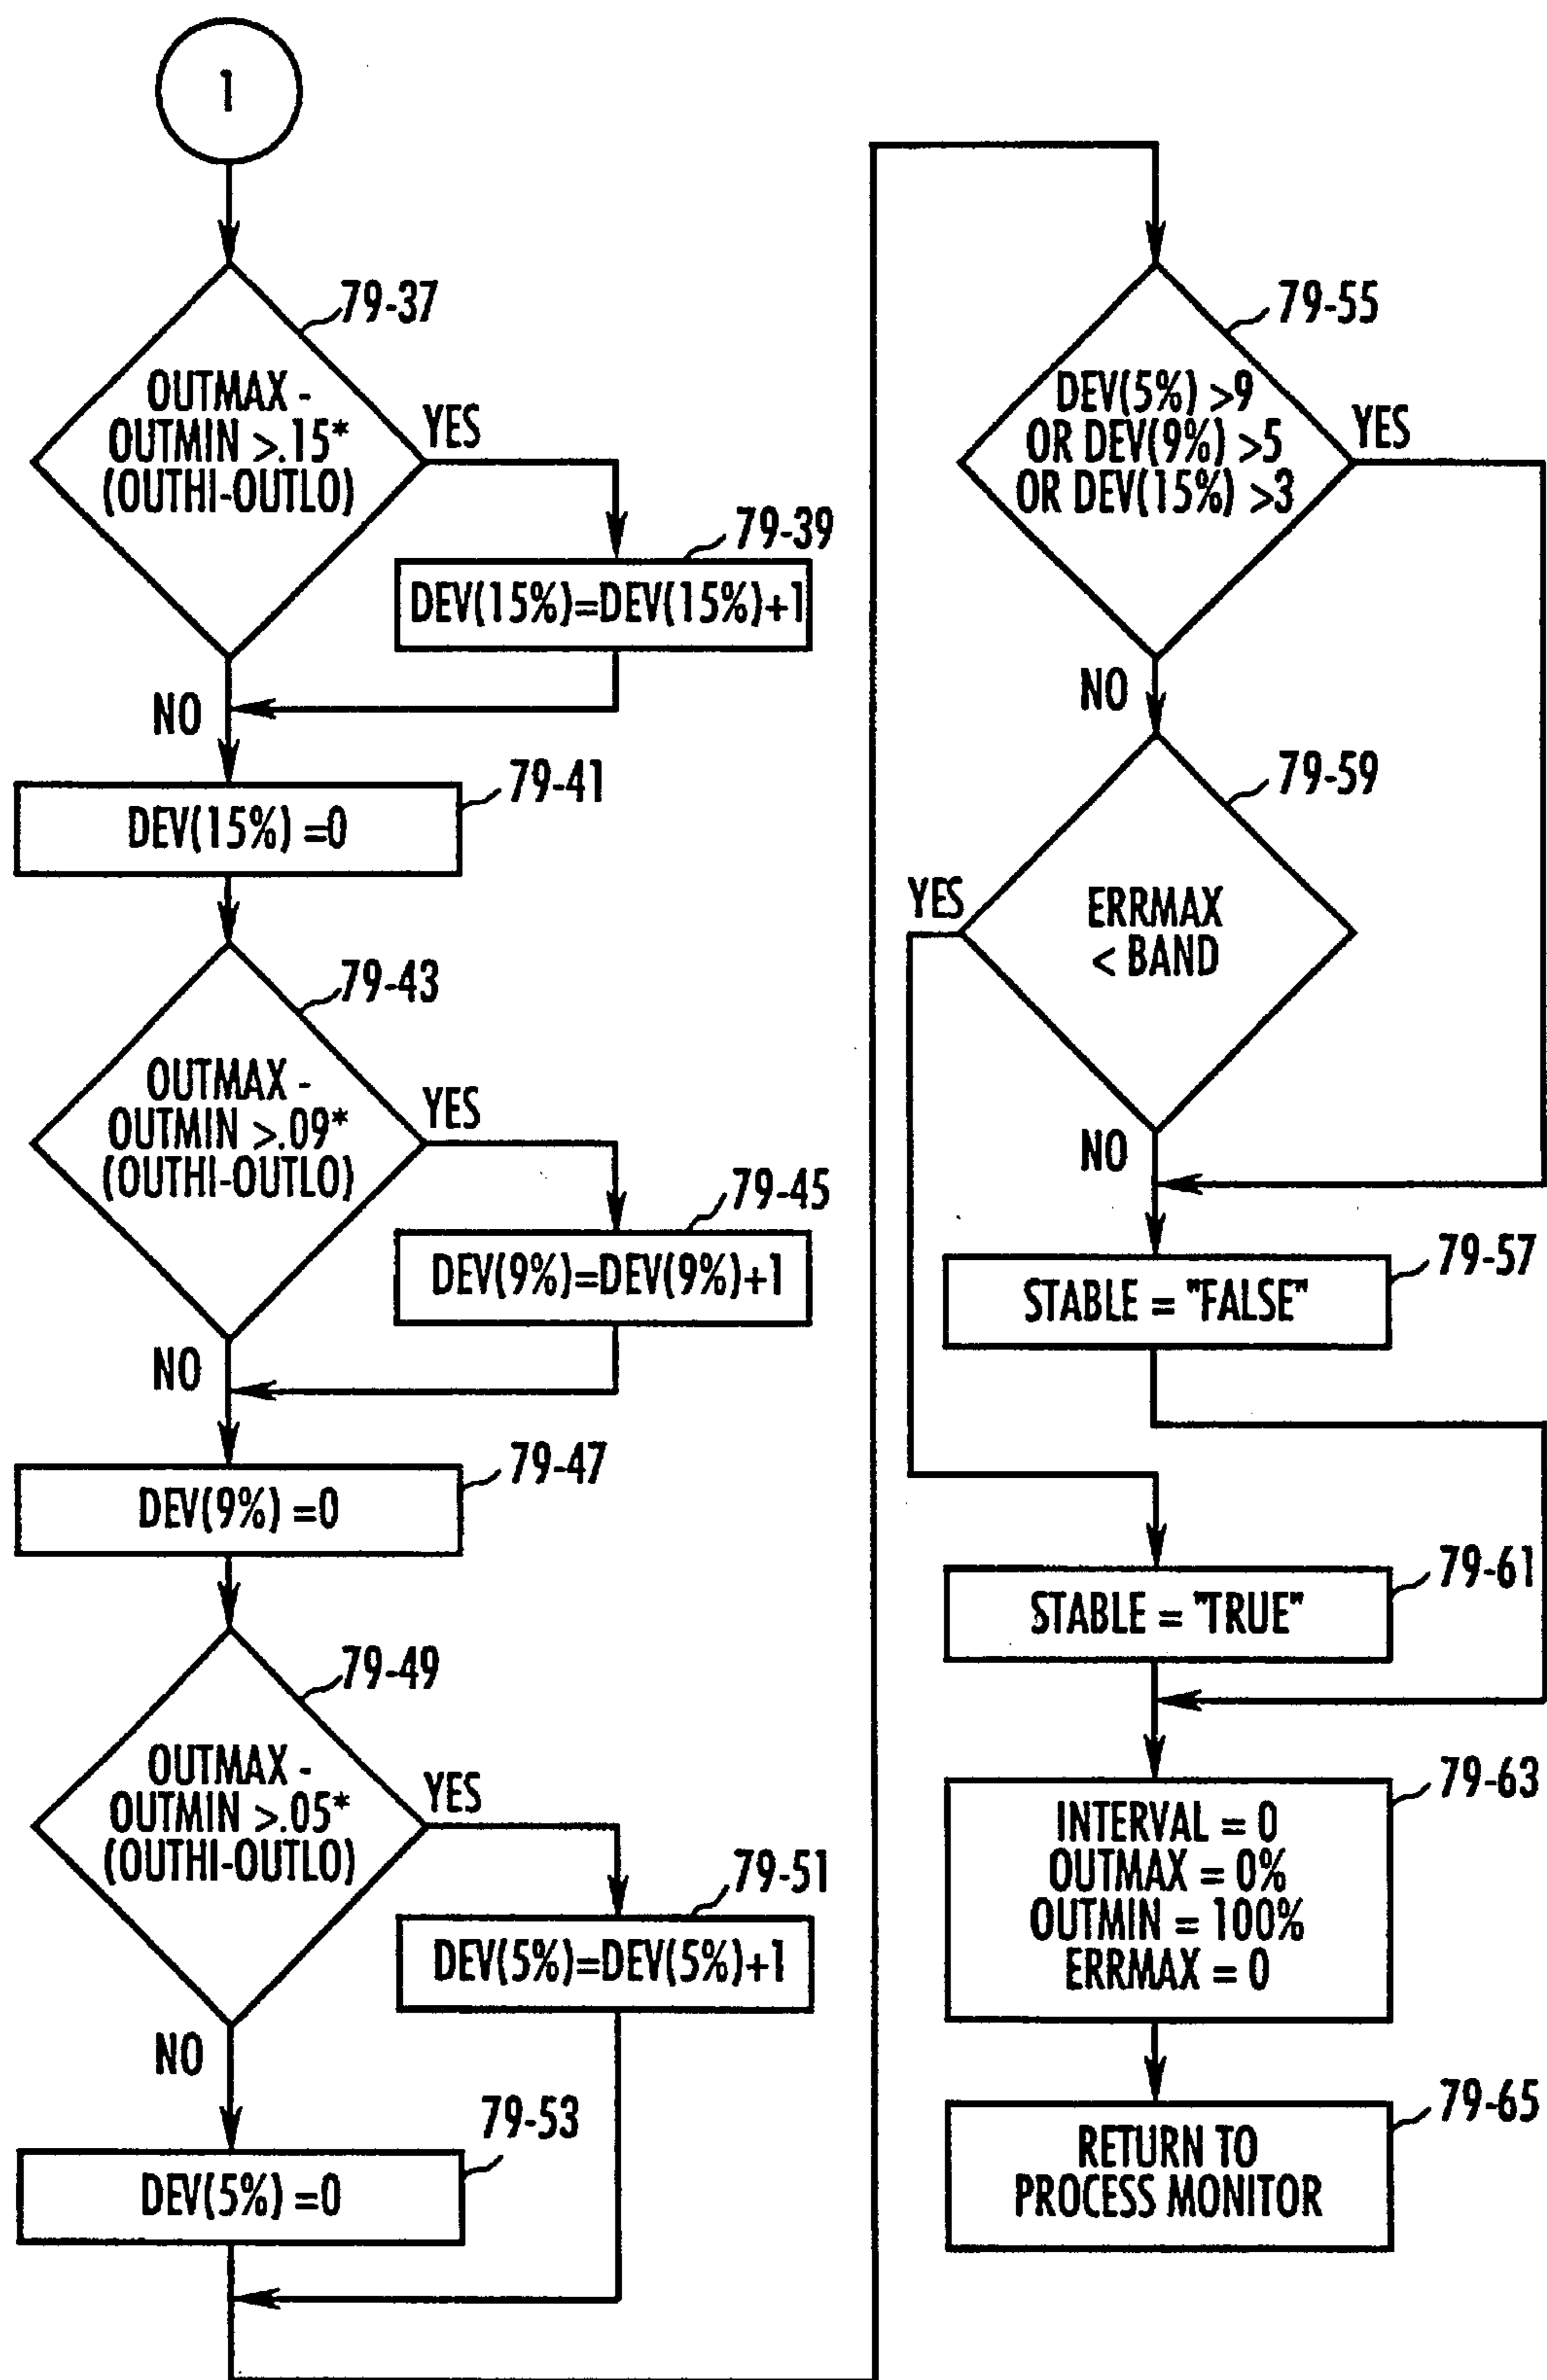 1
79-37
OUTMAX -
OUTMIN >.15*
(OUTHI-OUTLO)
YES
79-39
DEV(15%)=DEV(15%)+1
NO
79-41
DEV(15%) =0
79-43
OUTMAX -
OUTMIN >.09*
(OUTHI-OUTLO)
YES
79-45
DEV(9%)=DEV(9%)+1
NO
79-47
DEV(9%) =0
79-49
OUTMAX -
OUTMIN >.05*
(OUTHI-OUTLO)
YES
79-51
DEV(5%)=DEV(5%)+1
NO
79-53
DEV(5%) =0
79-55
DEV(5%) >9
OR DEV(9%) >5
OR DEV(15%) >3
YES
NO
79-59
YES
ERRMAX
< BAND
NO
79-57
STABLE = "FALSE"
79-61
STABLE = "TRUE"
79-63
INTERVAL = 0
OUTMAX = 0%
OUTMIN = 100%
ERRMAX = 0
79-65
RETURN TO
PROCESS MONITOR